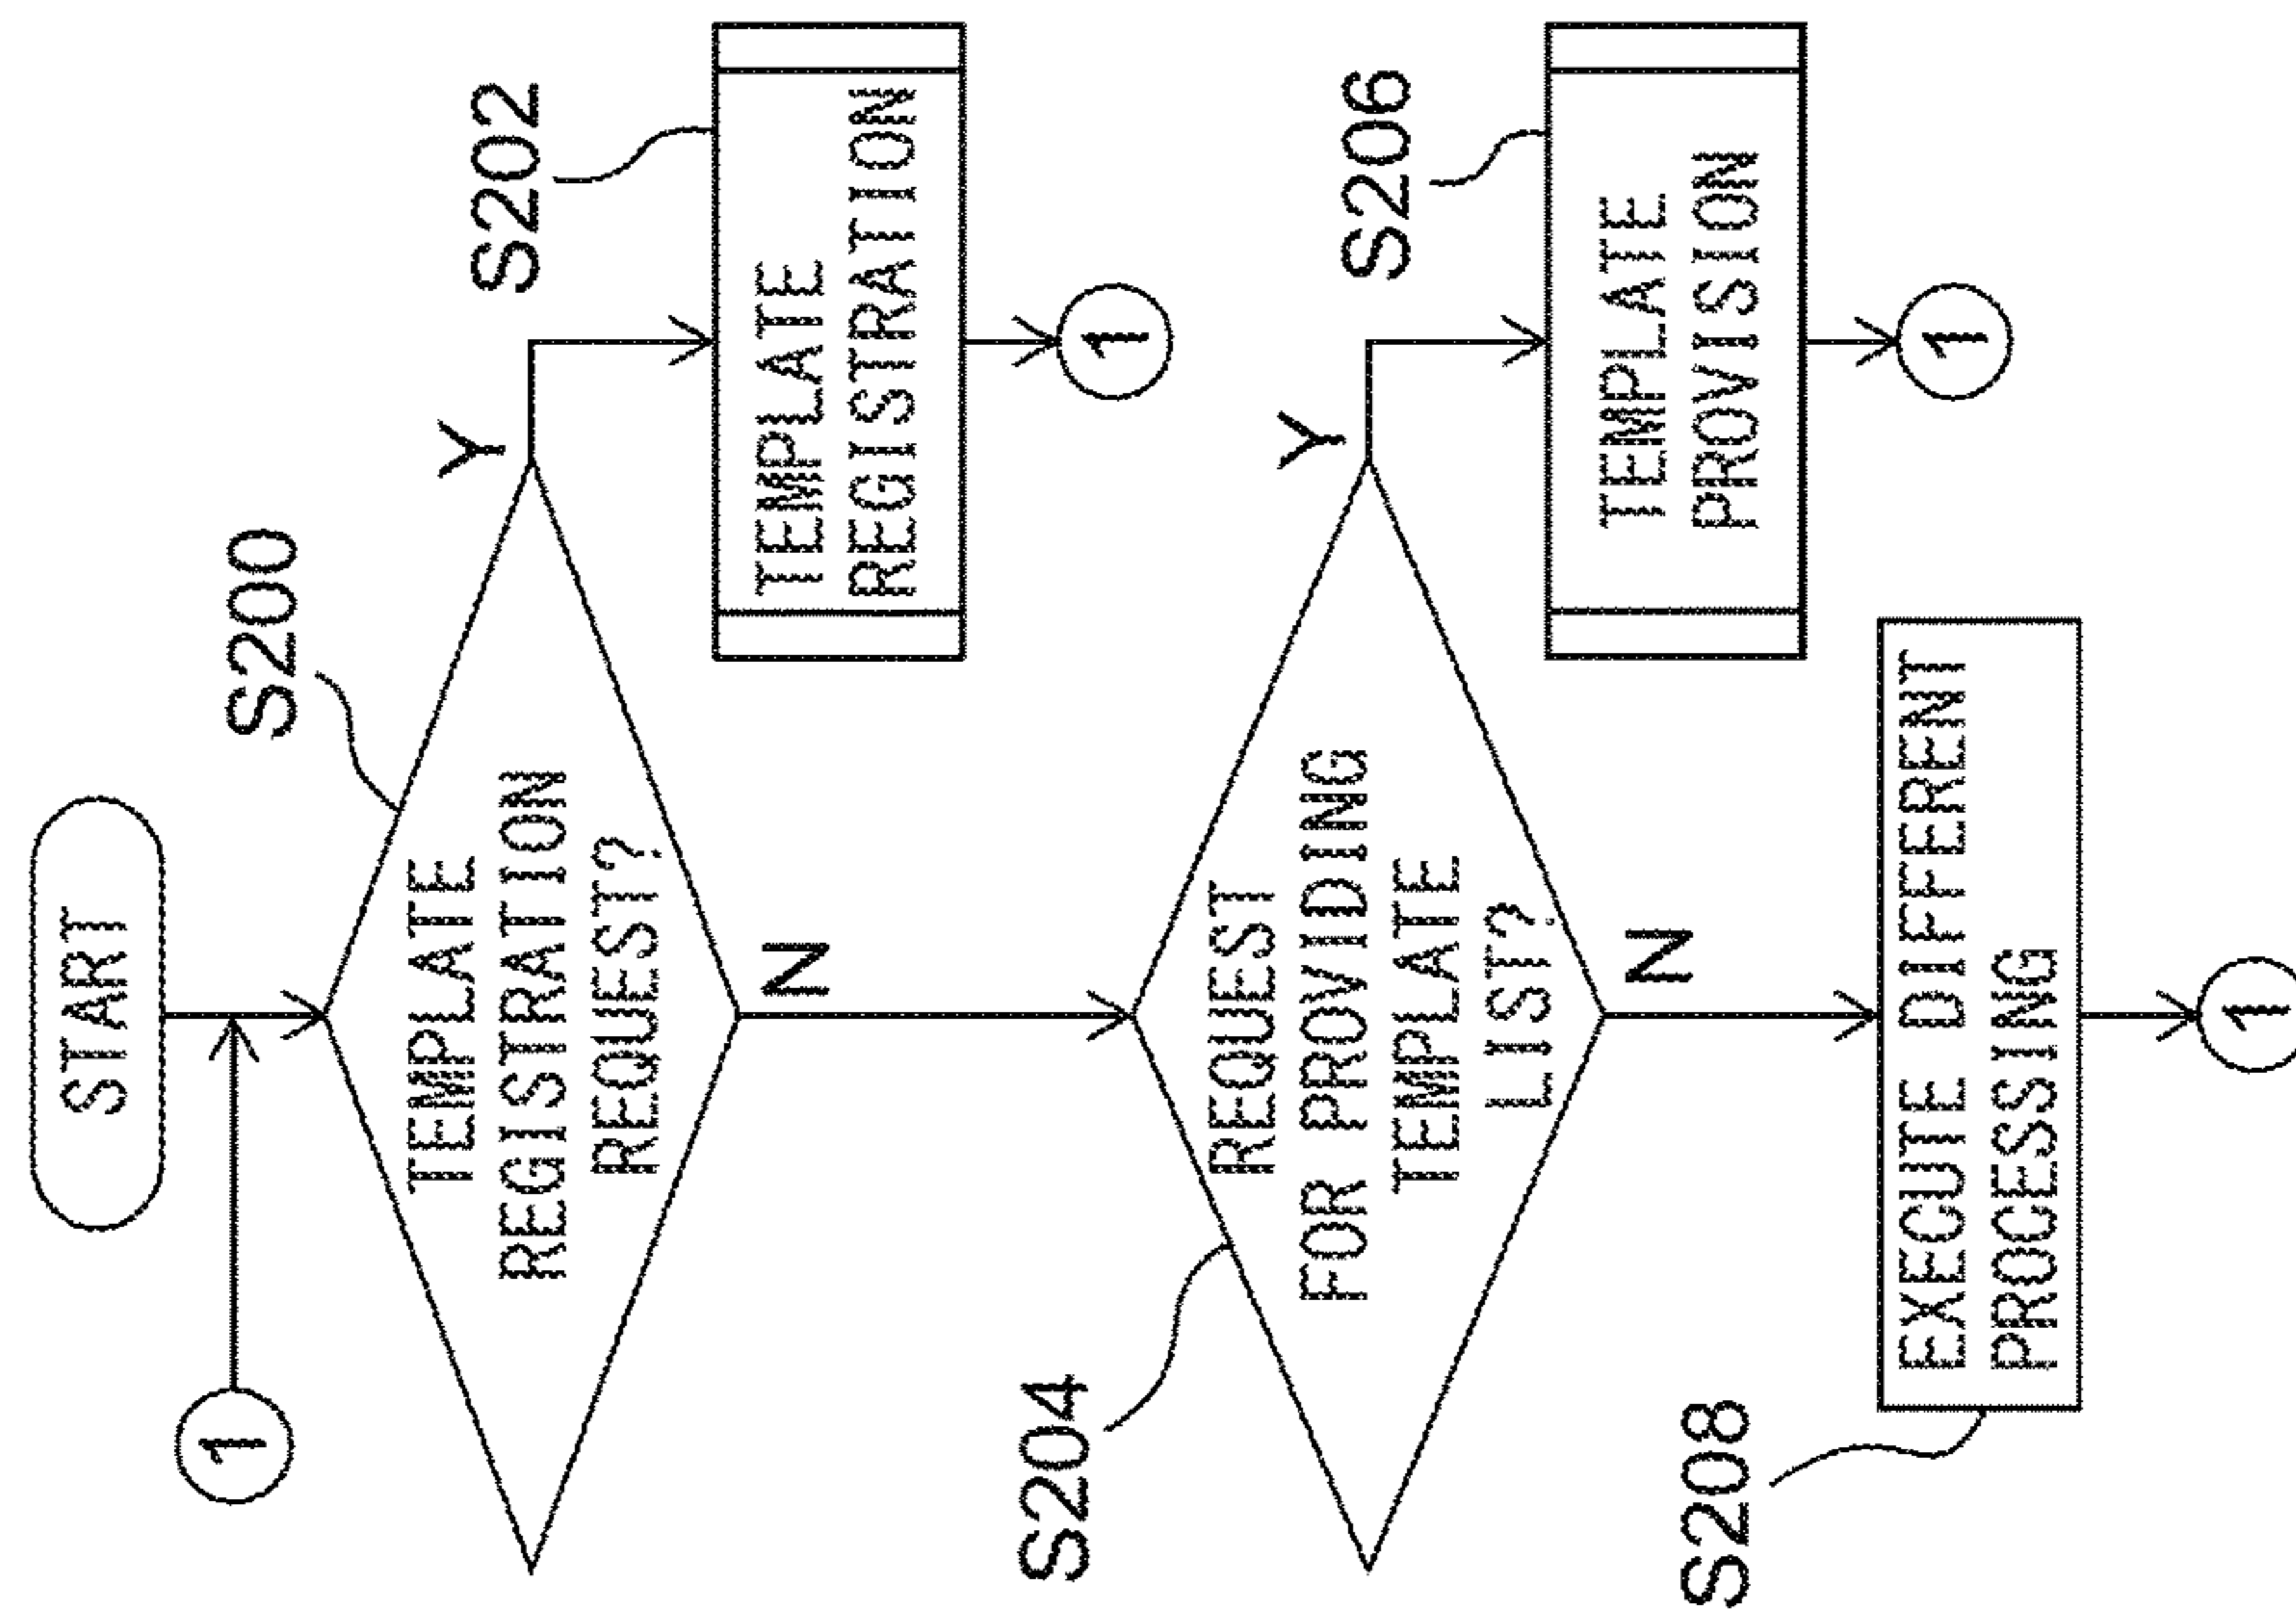 START
1
S200
TEMPLATE
REGISTRATION
REQUEST?
Y
N
S202
TEMPLATE
REGISTRATION
1
S204
REQUEST
FOR PROVIDING
TEMPLATE
LIST?
Y
N
S206
TEMPLATE
PROVISION
1
S208
EXECUTE DIFFERENT
PROCESSING
1